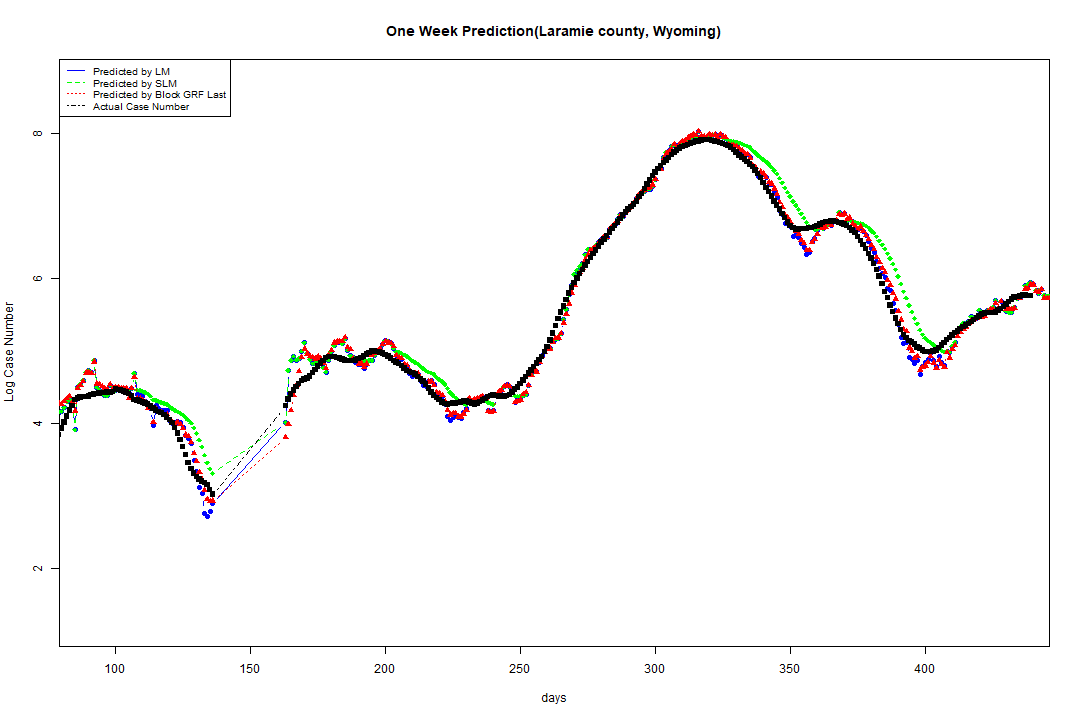 One Week Prediction(Laramie county, Wyoming)
Predicted by LM
Predicted by SLM
Predicted by Block GRF Last
Actual Case Number
8
6
5
4
2
Log Case Number
100
150
200
250
300
350
400
days